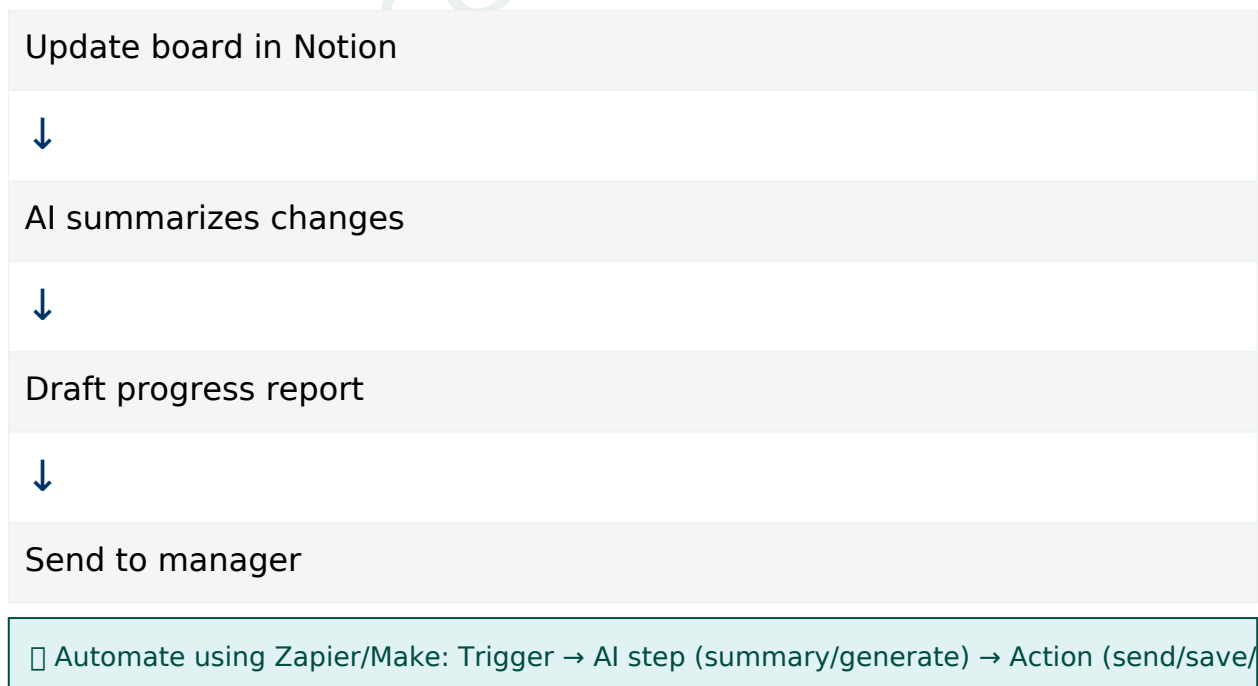 Update board in Notion
↓
AI summarizes changes
↓
Draft progress report
↓
Send to manager
▯ Automate using Zapier/Make: Trigger → AI step (summary/generate) → Action (send/save/